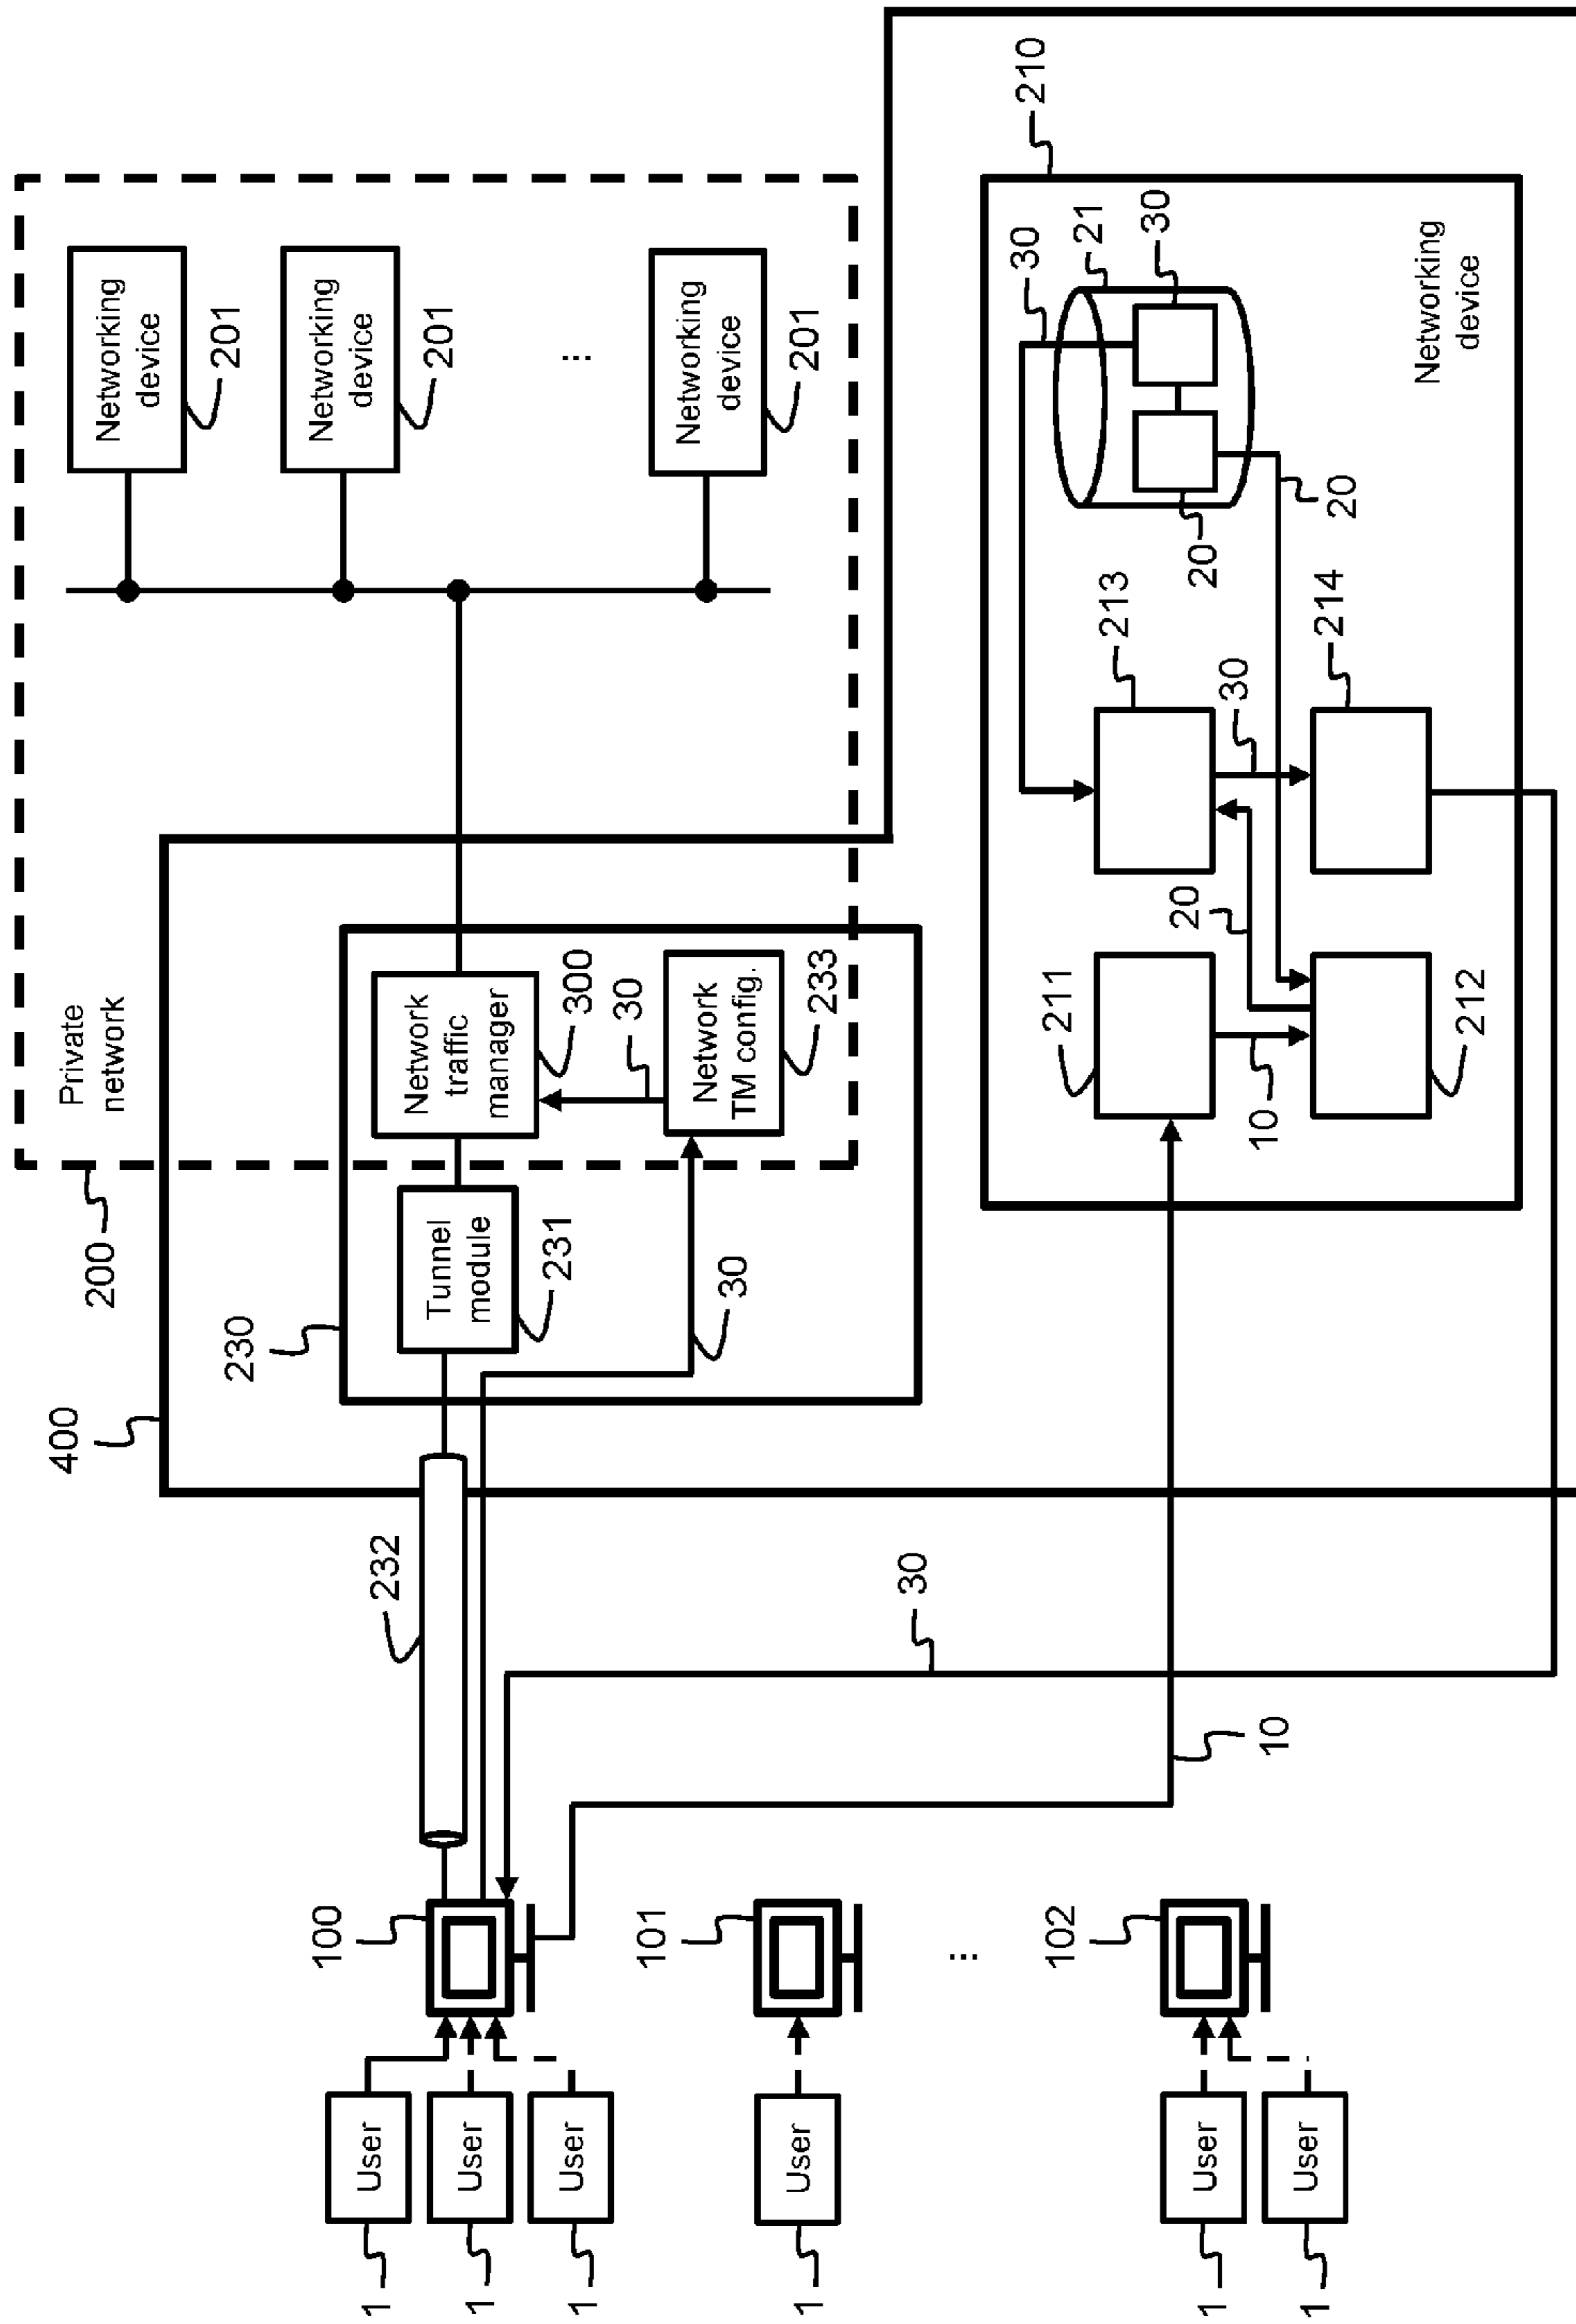 200
Private
network
Networking
device
201
Networking
device
201
...
Networking
device
201
400
230
Tunnel
module
231
Network
traffic
manager
300
30
Network
TM config.
233
30
232
100
User
1
User
1
User
1
101
User
1
...
102
User
1
User
1
30
10
210
211
10
212
20
213
30
214
30
21
30
20
20
Networking
device